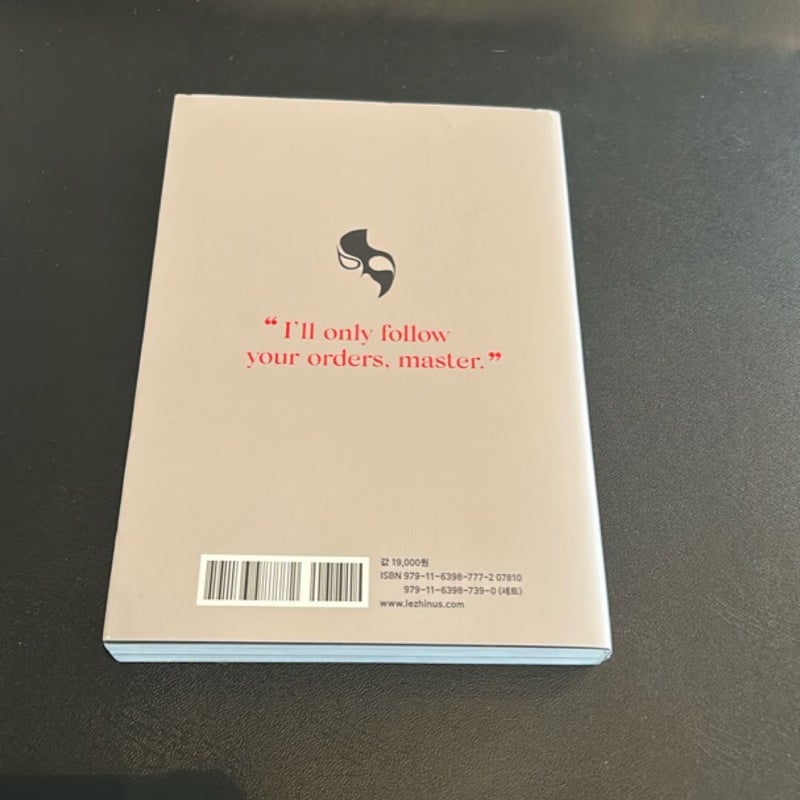 “I'll only follow
your orders, master.”
값 19,000원
ISBN 979-11-6398-777-2 07810
979-11-6398-739-0 (세트)
www.lezhinus.com